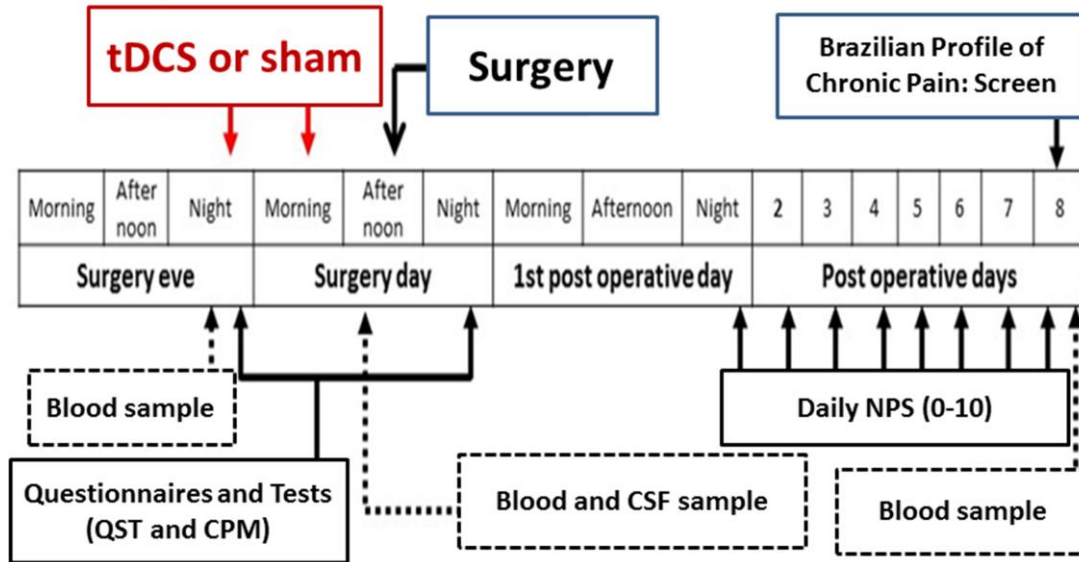 tDCS or sham
Surgery
Brazilian Profile of
Chronic Pain: Screen
Morning After noon Night Morning After noon Night Morning Afternoon Night 2 3 4 5 6 7 8
Surgery eve Surgery day 1st post operative day Post operative days
Blood sample
Questionnaires and Tests
(QST and CPM)
Blood and CSF sample
Daily NPS (0-10)
Blood sample